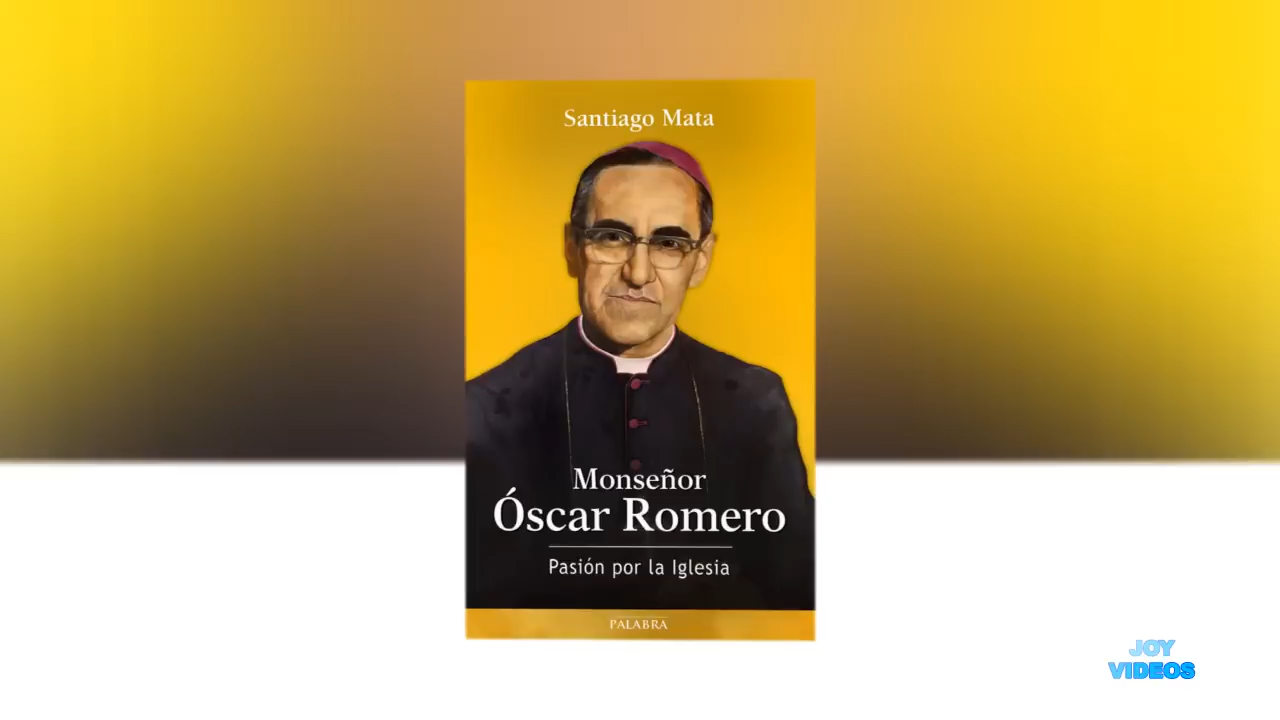 Santiago Mata
Monseñor
Óscar Romero
Pasión por la Iglesia
PALABRA
JOY
VIDEOS